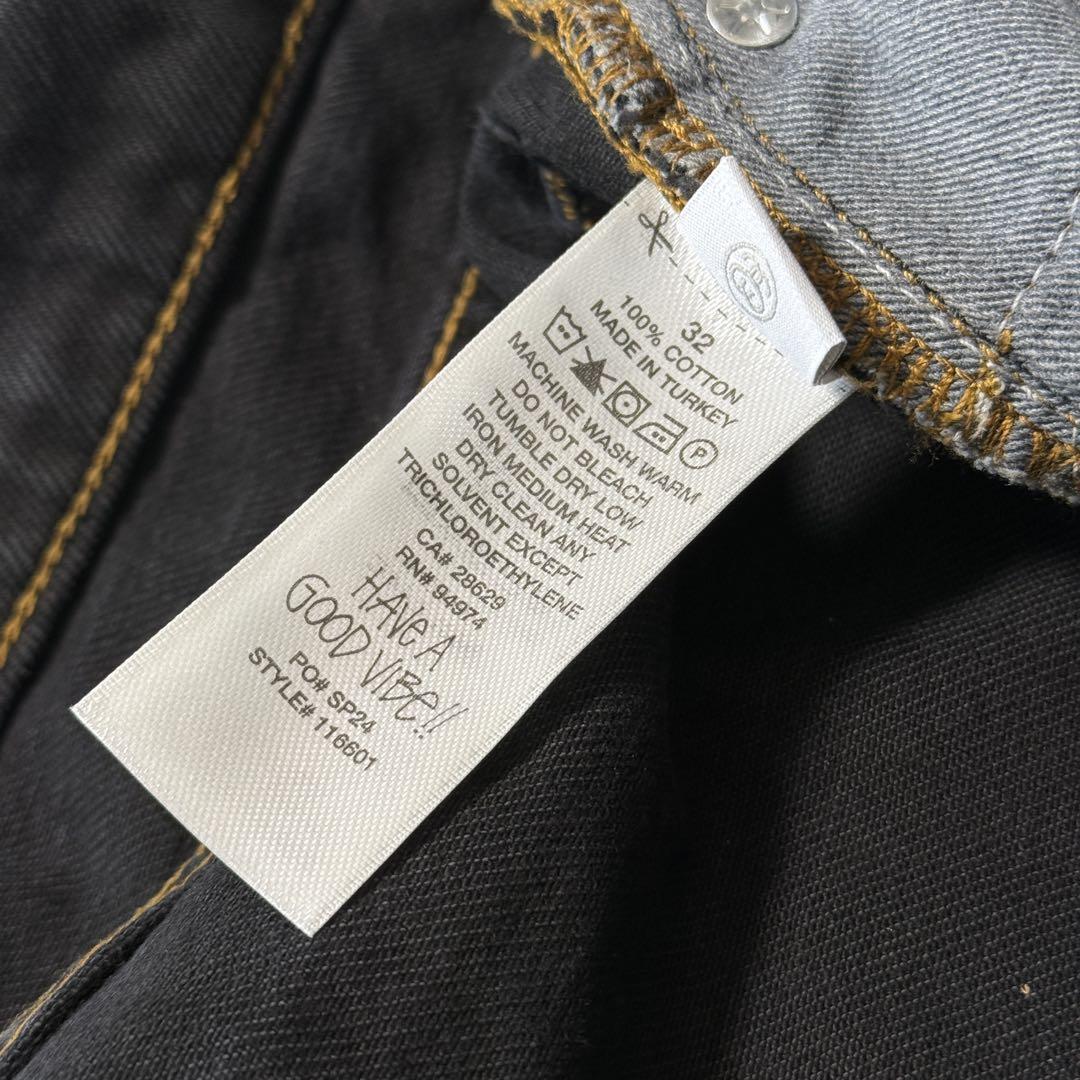 32
100% COTTON
MADE IN TURKEY
P
MACHINE WASH WARM
DO NOT BLEACH
TUMBLE DRY LOW
IRON MEDIUM HEAT
DRY CLEAN ANY
SOLVENT EXCEPT
TRICHLOROETHYLENE
CA# 28629
RN# 94974
HAVE A
GOOD VIBe!!
PO# SP24
STYLE# 116601